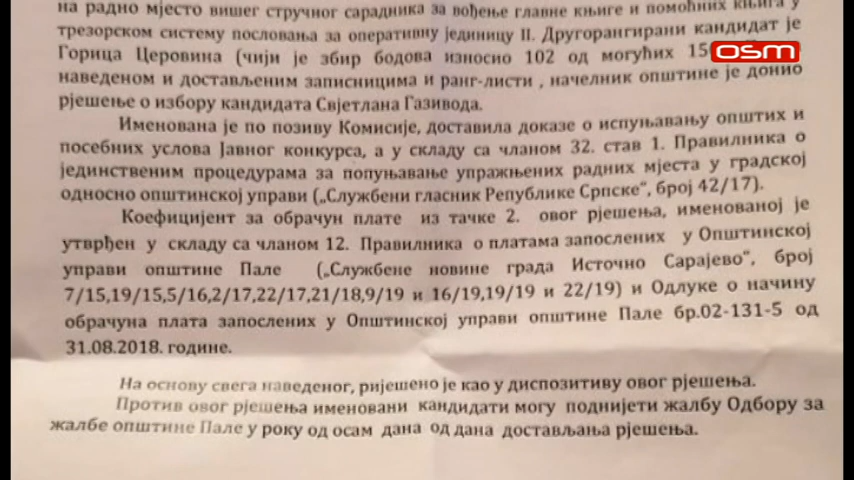 на радно мјесто вишег стручног сарадника за вођење главне књиге и помоћних књига у
трезорском систему пословања за оперативну јединицу II. Другорангирани кандидат је
Горица Церовина (чији је збир бодова износио 102 од могућих
osm
наведеном и достављеним записницима и ранг-листи , начелник општине је донио
рјешење о избору кандидата Свјетлана Газивода.
Именована је по позиву Комисије, доставила доказе о испуњавању општих и
посебних услова Јавног конкурса, а у складу са чланом 32. став 1. Правилника о
јединственим процедурама за попуњавање упражњених радних мјеста у градској
односно општинској управи („Службени гласник Републике Српске“, број 42/17).
Коефицијент за обрачун плате из тачке 2. овог рјешења, именованој је
утврђен у складу са чланом 12. Правилника о платама запослених у Општинској
управи општине Пале („Службене новине града Источно Сарајево“, број
7/15,19/15,5/16,2/17,22/17,21/18,9/19 и 16/19,19/19 и 22/19) и Одлуке о начину
обрачуна плата запослених у Општинској управи општине Пале бр.02-131-5 од
31.08.2018. године.
На основу свега наведеног, ријешено је као у диспозитиву овог рјешења.
Против овог рјешења именовани кандидати могу поднијети жалбу Одбору за
жалбе општине Пале у року од осам дана од дана достављања рјешења.